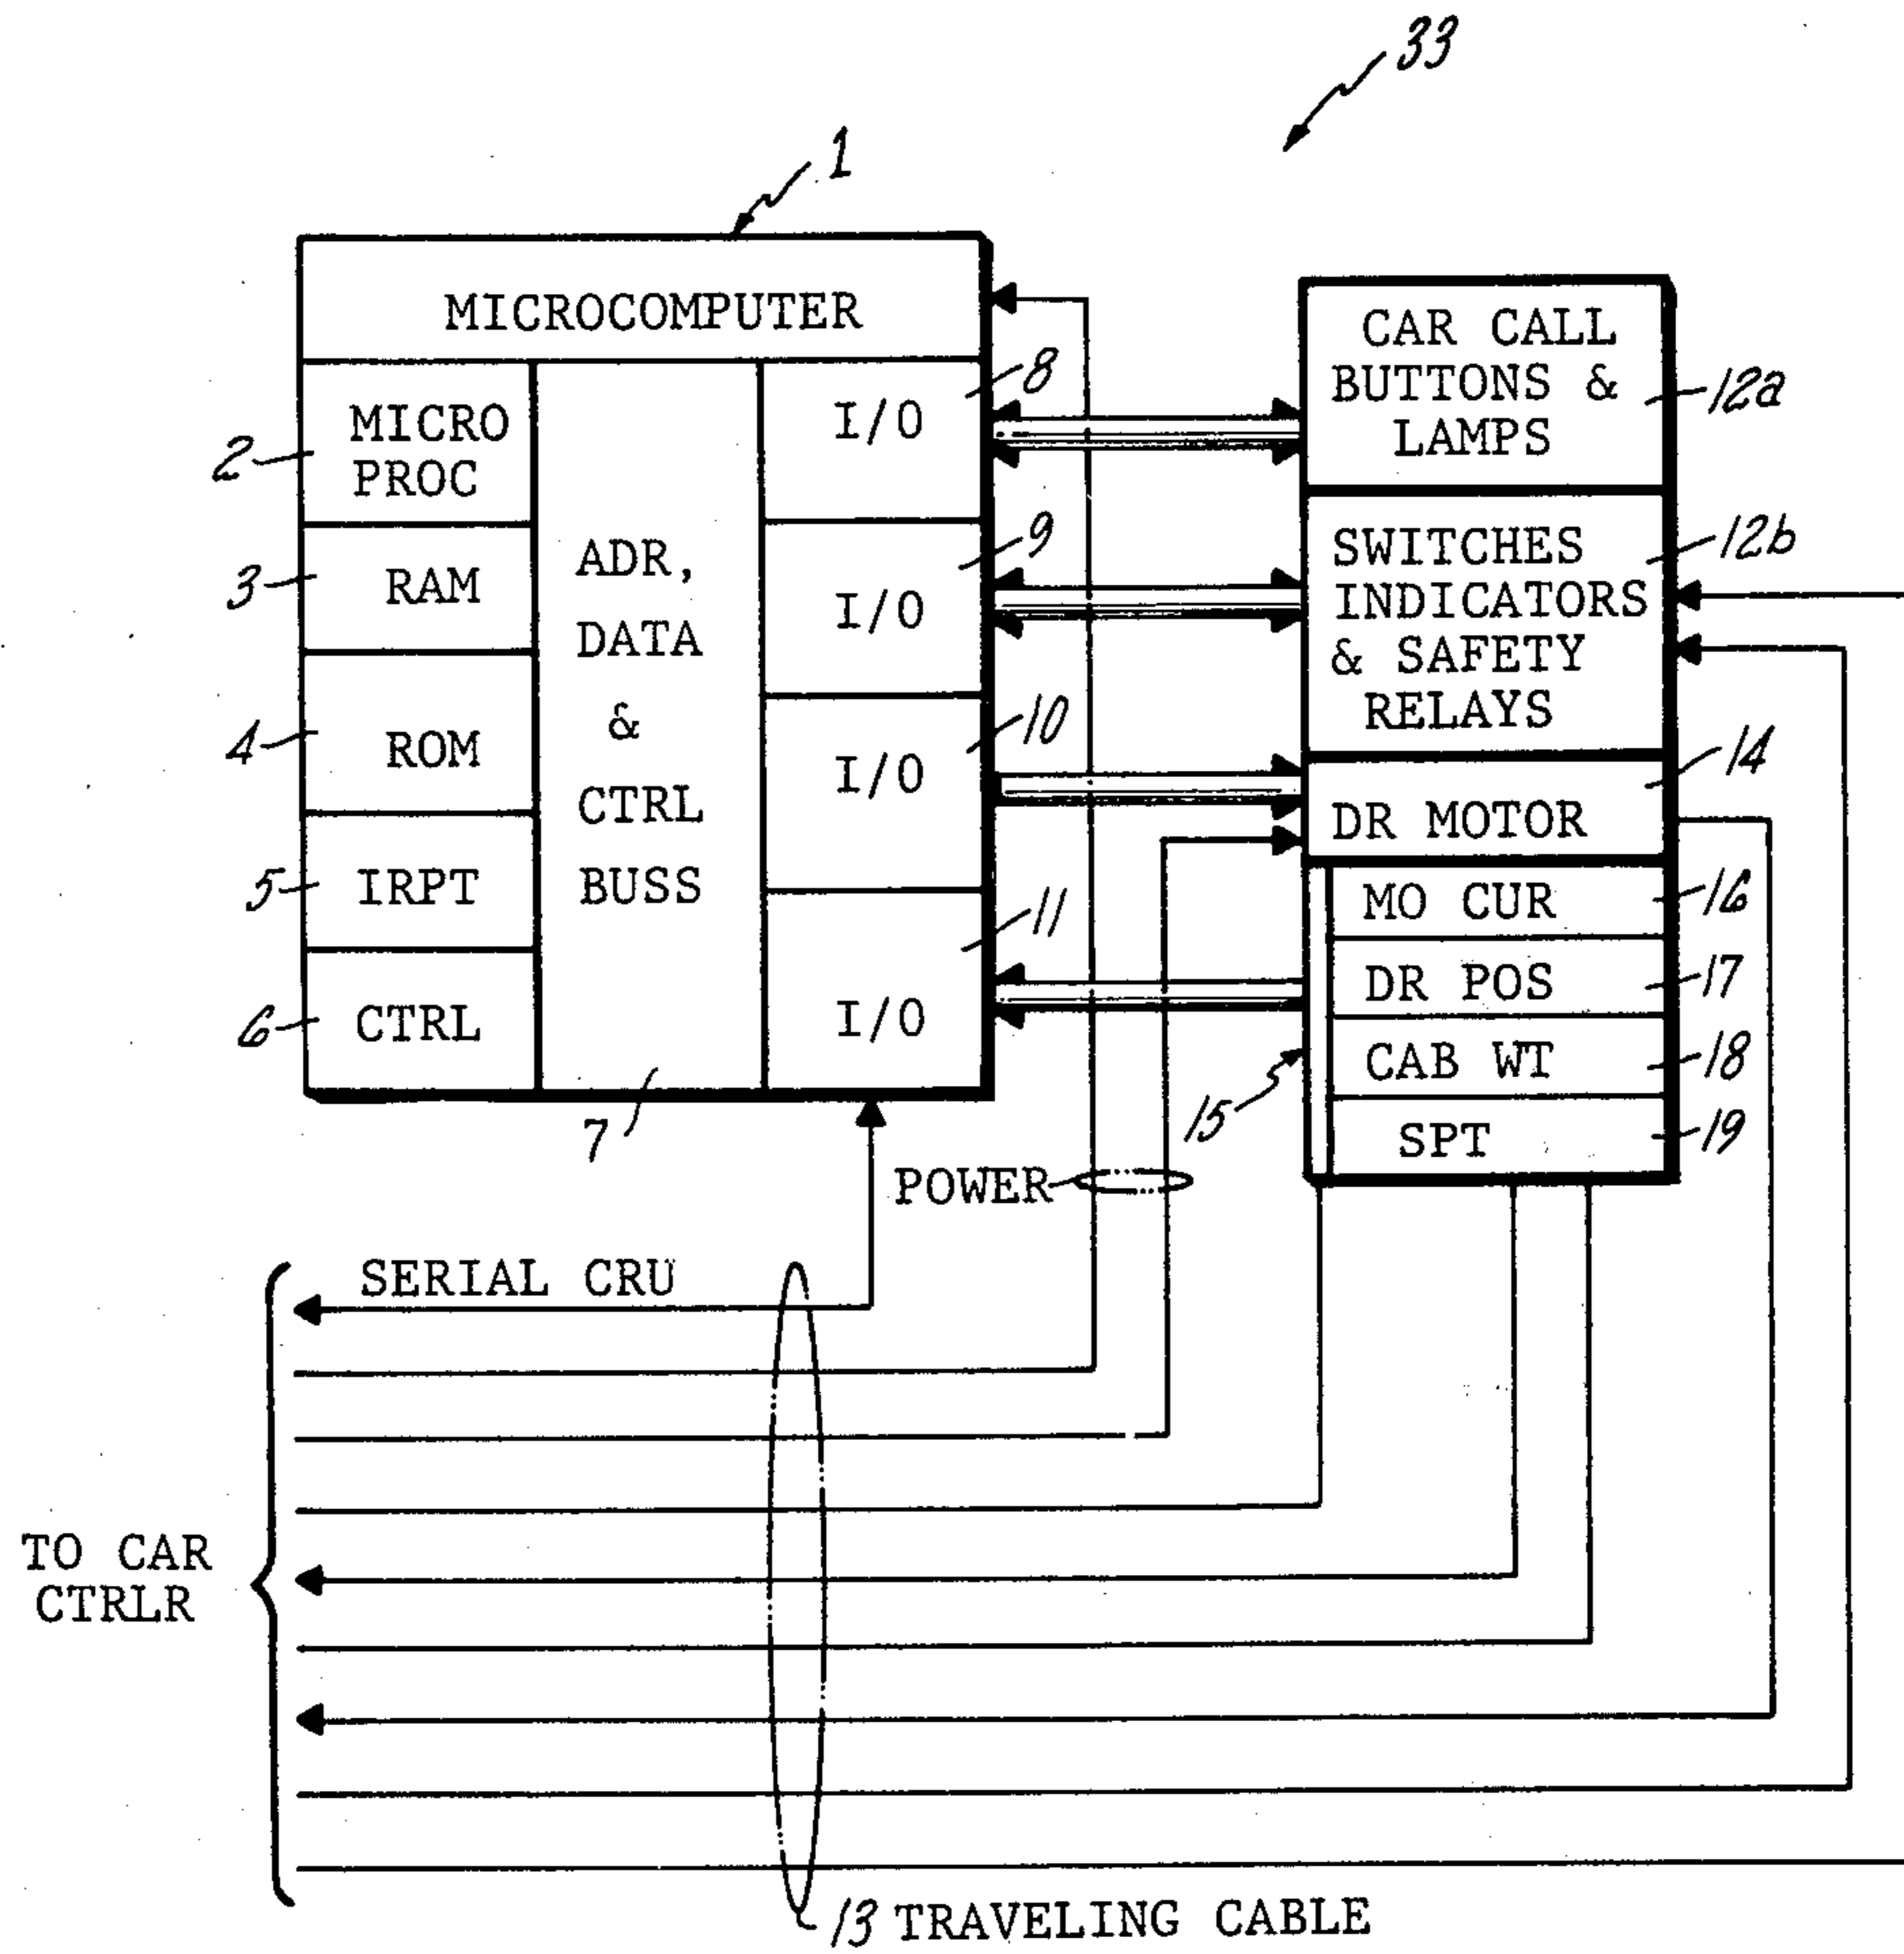 33
1
MICROCOMPUTER
8
CAR CALL
BUTTONS &
LAMPS
12a
MICRO
PROC
2
I/O
ADR,
DATA
&
CTRL
BUSS
9
SWITCHES
INDICATORS
& SAFETY
RELAYS
12b
3
RAM
I/O
4
ROM
10
I/O
14
DR MOTOR
5
IRPT
11
MO CUR
16
DR POS
17
6
CTRL
I/O
CAB WT
18
7
15
SPT
19
POWER
SERIAL CRU
TO CAR
CTRLR
13 TRAVELING CABLE